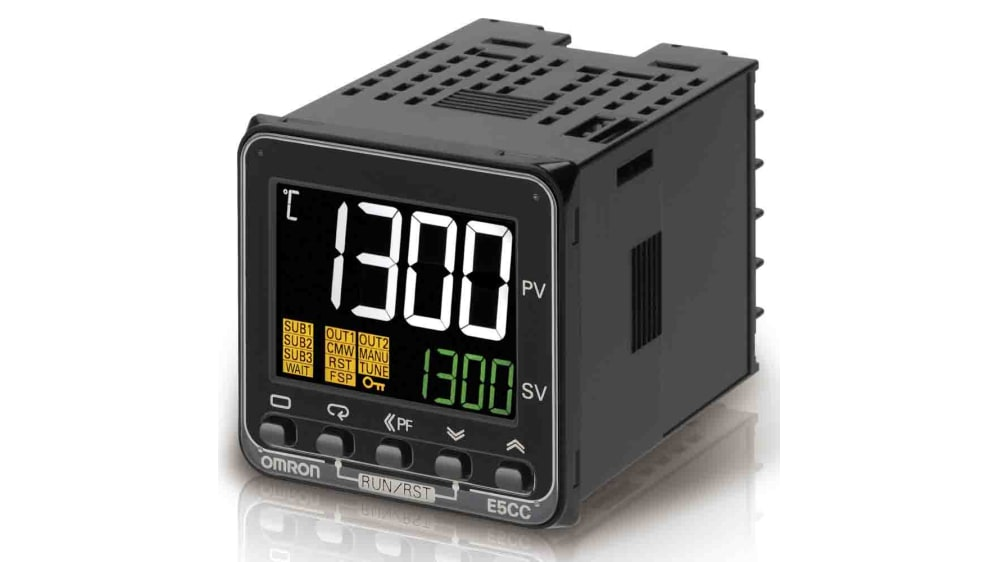 °C
1300
PV
SUB1 OUT1 OUT2
SUB2 CMW MANU
SUB3 RST TUNE
WAIT FSP
1300
SV
PF
OMRON
RUN/RST
E5CC